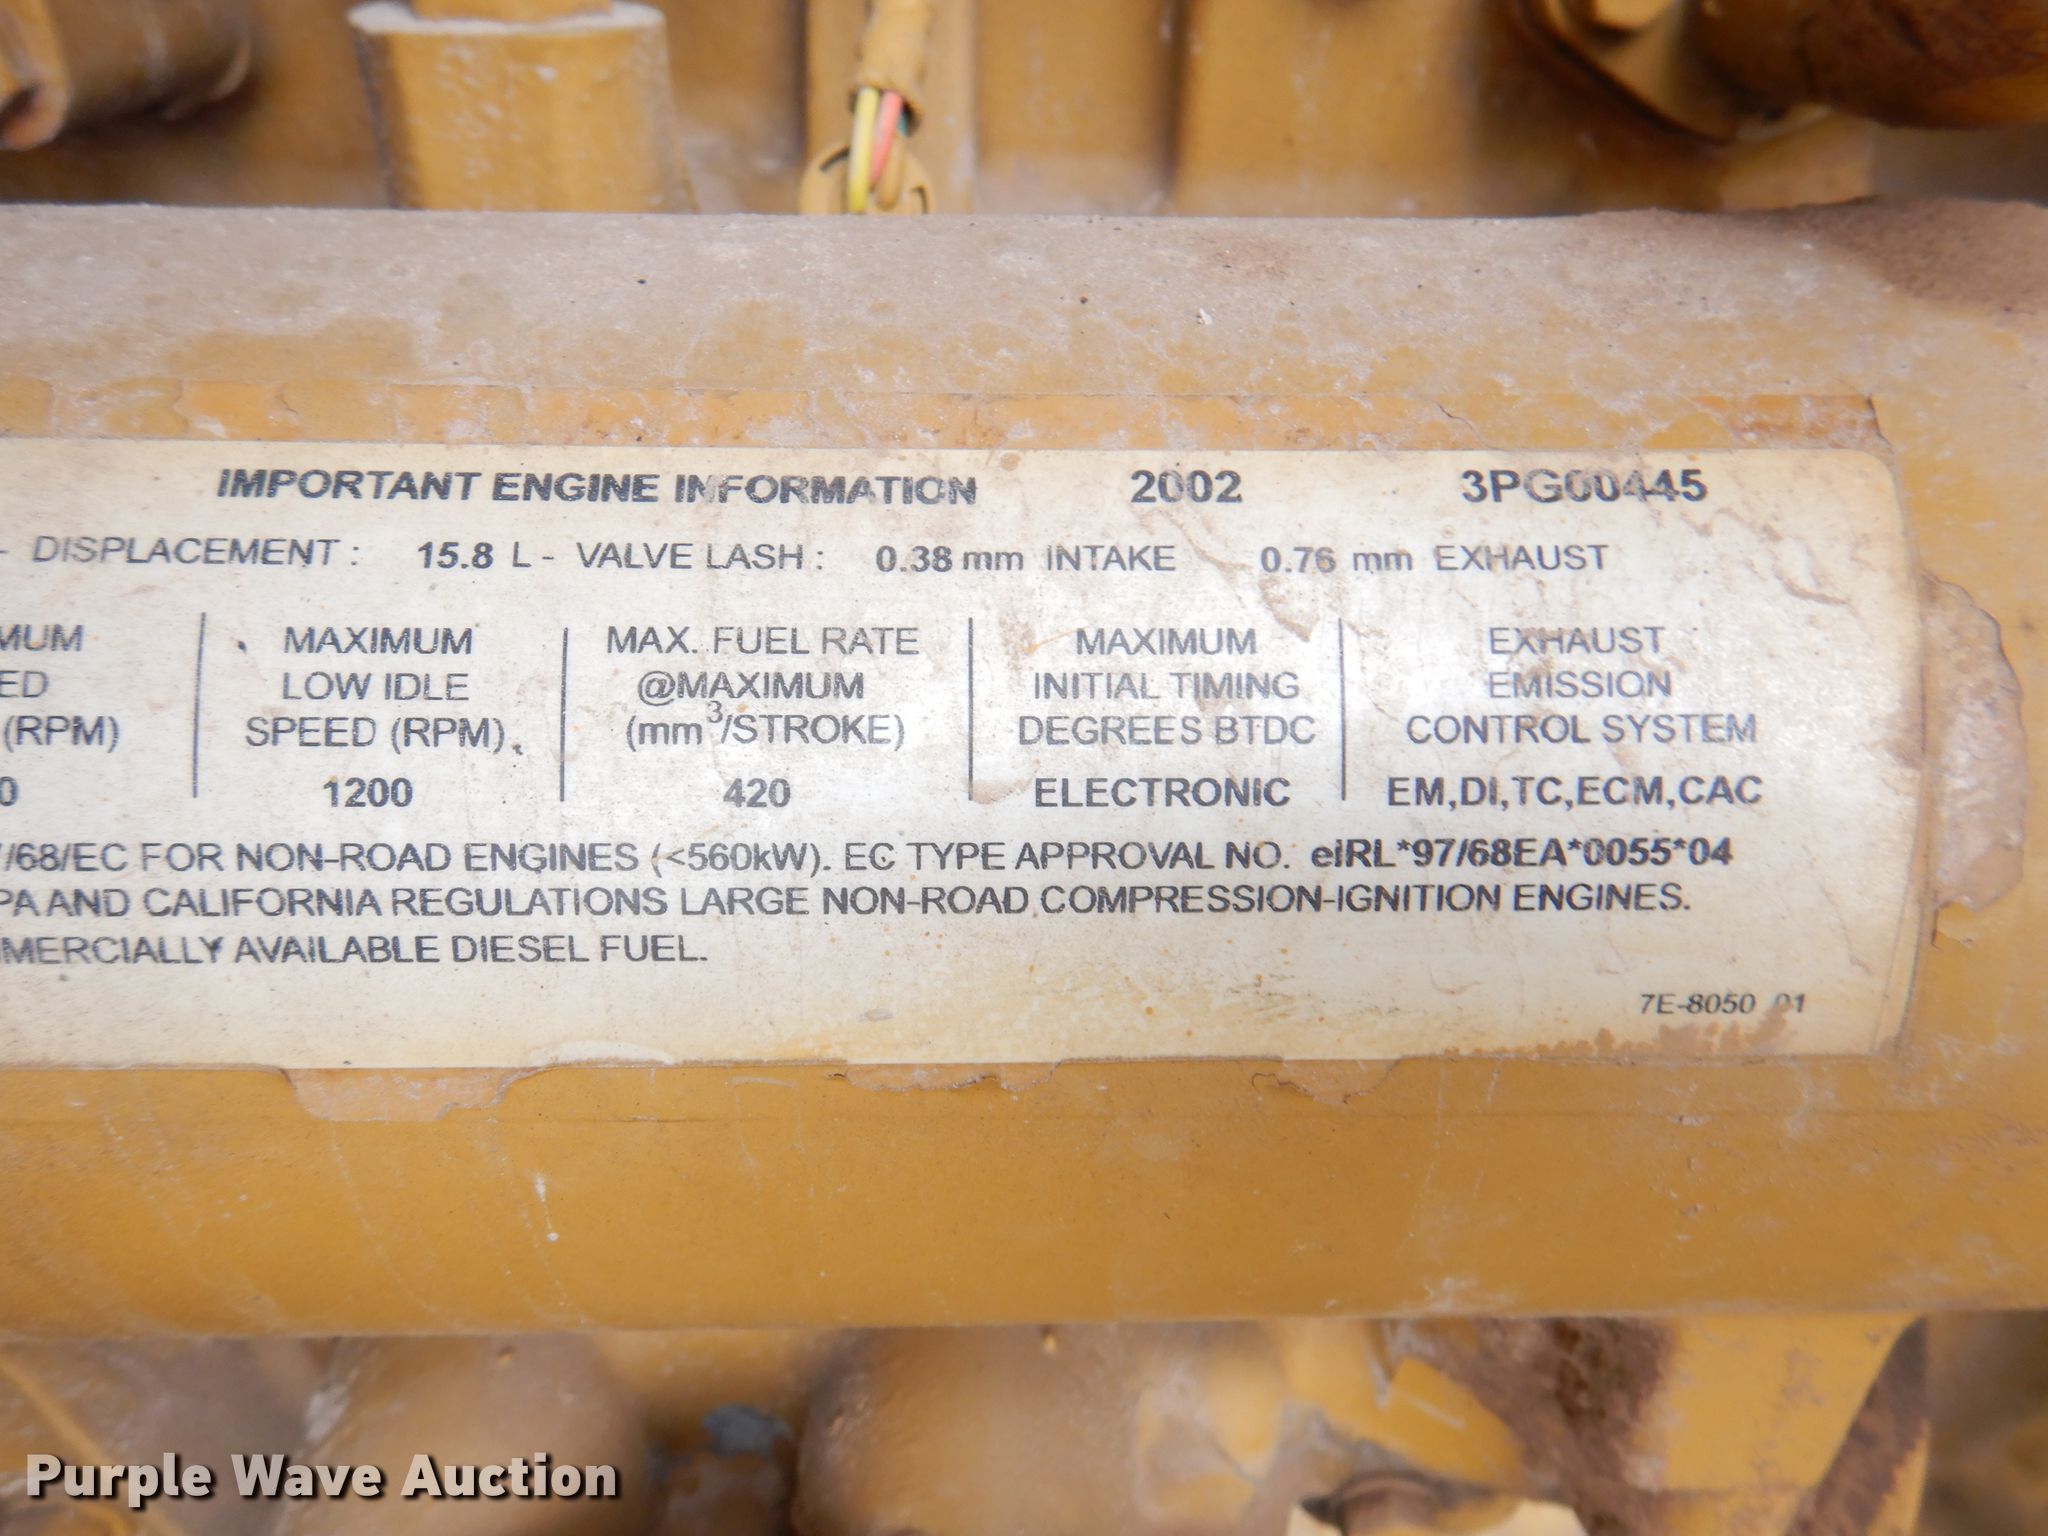 IMPORTANT ENGINE INFORMATION 2002 3PG00445
- DISPLACEMENT : 15.8 L - VALVE LASH : 0.38 mm INTAKE 0.76 mm EXHAUST
MUM MAXIMUM MAX. FUEL RATE MAXIMUM EXHAUST
ED LOW IDLE @MAXIMUM INITIAL TIMING EMISSION
(RPM) SPEED (RPM) (mm³/STROKE) DEGREES BTDC CONTROL SYSTEM
0 1200 420 ELECTRONIC EM,DI,TC,ECM,CAC
/68/EC FOR NON-ROAD ENGINES (<560kW). EC TYPE APPROVAL NO. eIRL*97/68EA*0055*04
PA AND CALIFORNIA REGULATIONS LARGE NON-ROAD COMPRESSION-IGNITION ENGINES.
MMERCIALLY AVAILABLE DIESEL FUEL.
7E-8050 01
Purple Wave Auction